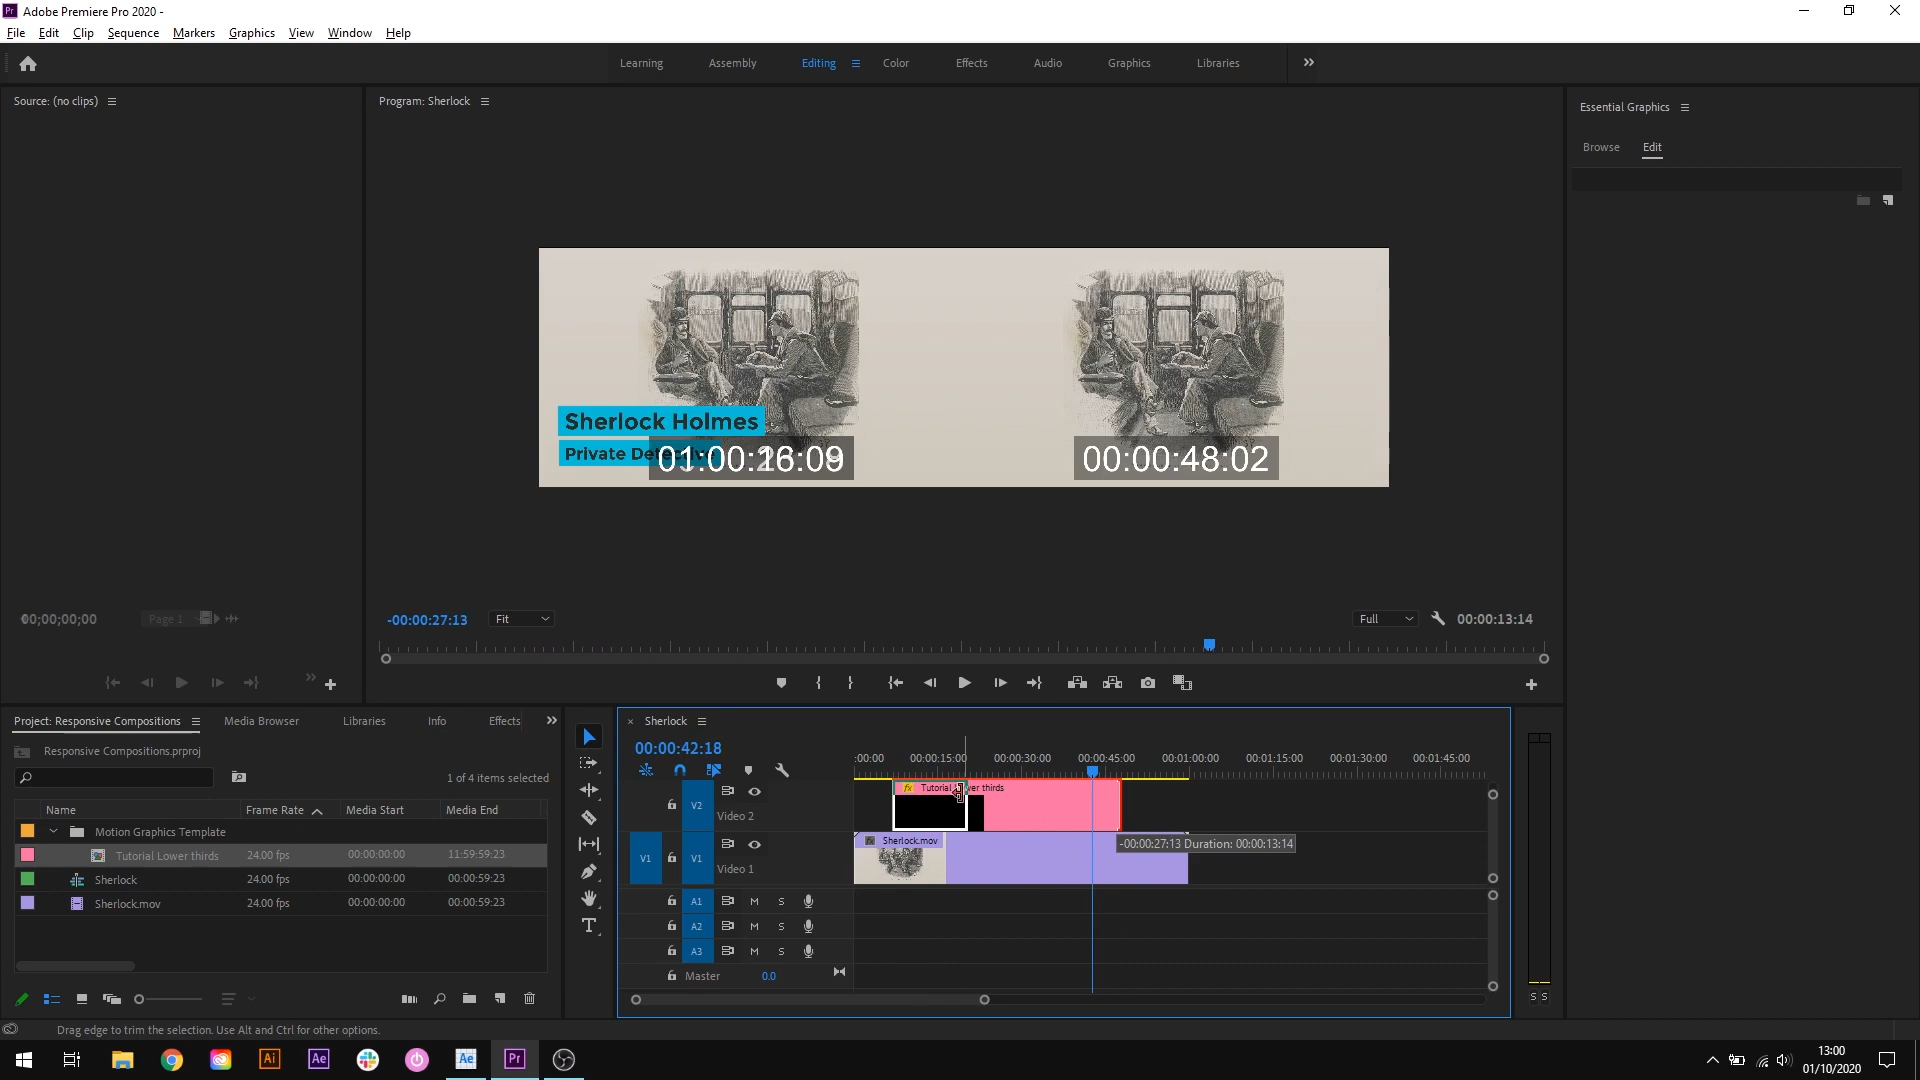 Adobe Premiere Pro 2020 -
File Edit Clip Sequence Markers Graphics View Window Help
Learning Assembly Editing Color Effects Audio Graphics Libraries
Source: (no clips)
Program: Sherlock
Essential Graphics
Browse Edit
Sherlock Holmes
Private
01:00:16:09
00:00:48:02
00;00;00;00
Page 1
-00:00:27:13
Fit
Full
00:00:13:14
Project: Responsive Compositions Media Browser Libraries Info Effects
Responsive Compositions.prproj
1 of 4 items selected
Name Frame Rate Media Start Media End
Motion Graphics Template
Tutorial Lower thirds 24.00 fps 00:00:00:00 11:59:59:23
Sherlock 24.00 fps 00:00:00:00 00:00:59:23
Sherlock.mov 24.00 fps 00:00:00:00 00:00:59:23
Sherlock
00:00:42:18
:00:00 00:00:15:00 00:00:30:00 00:00:45:00 00:01:00:00 00:01:15:00 00:01:30:00 00:01:45:00
V2
Video 2
fx Tutorial
thirds
V1 V1
Video 1
Sherlock.mov
-00:00:27:13 Duration: 00:00:13:14
A1 M S
A2 M S
A3 M S
Master 0.0
S S
Drag edge to trim the selection. Use Alt and Ctrl for other options.
13:00
01/10/2020